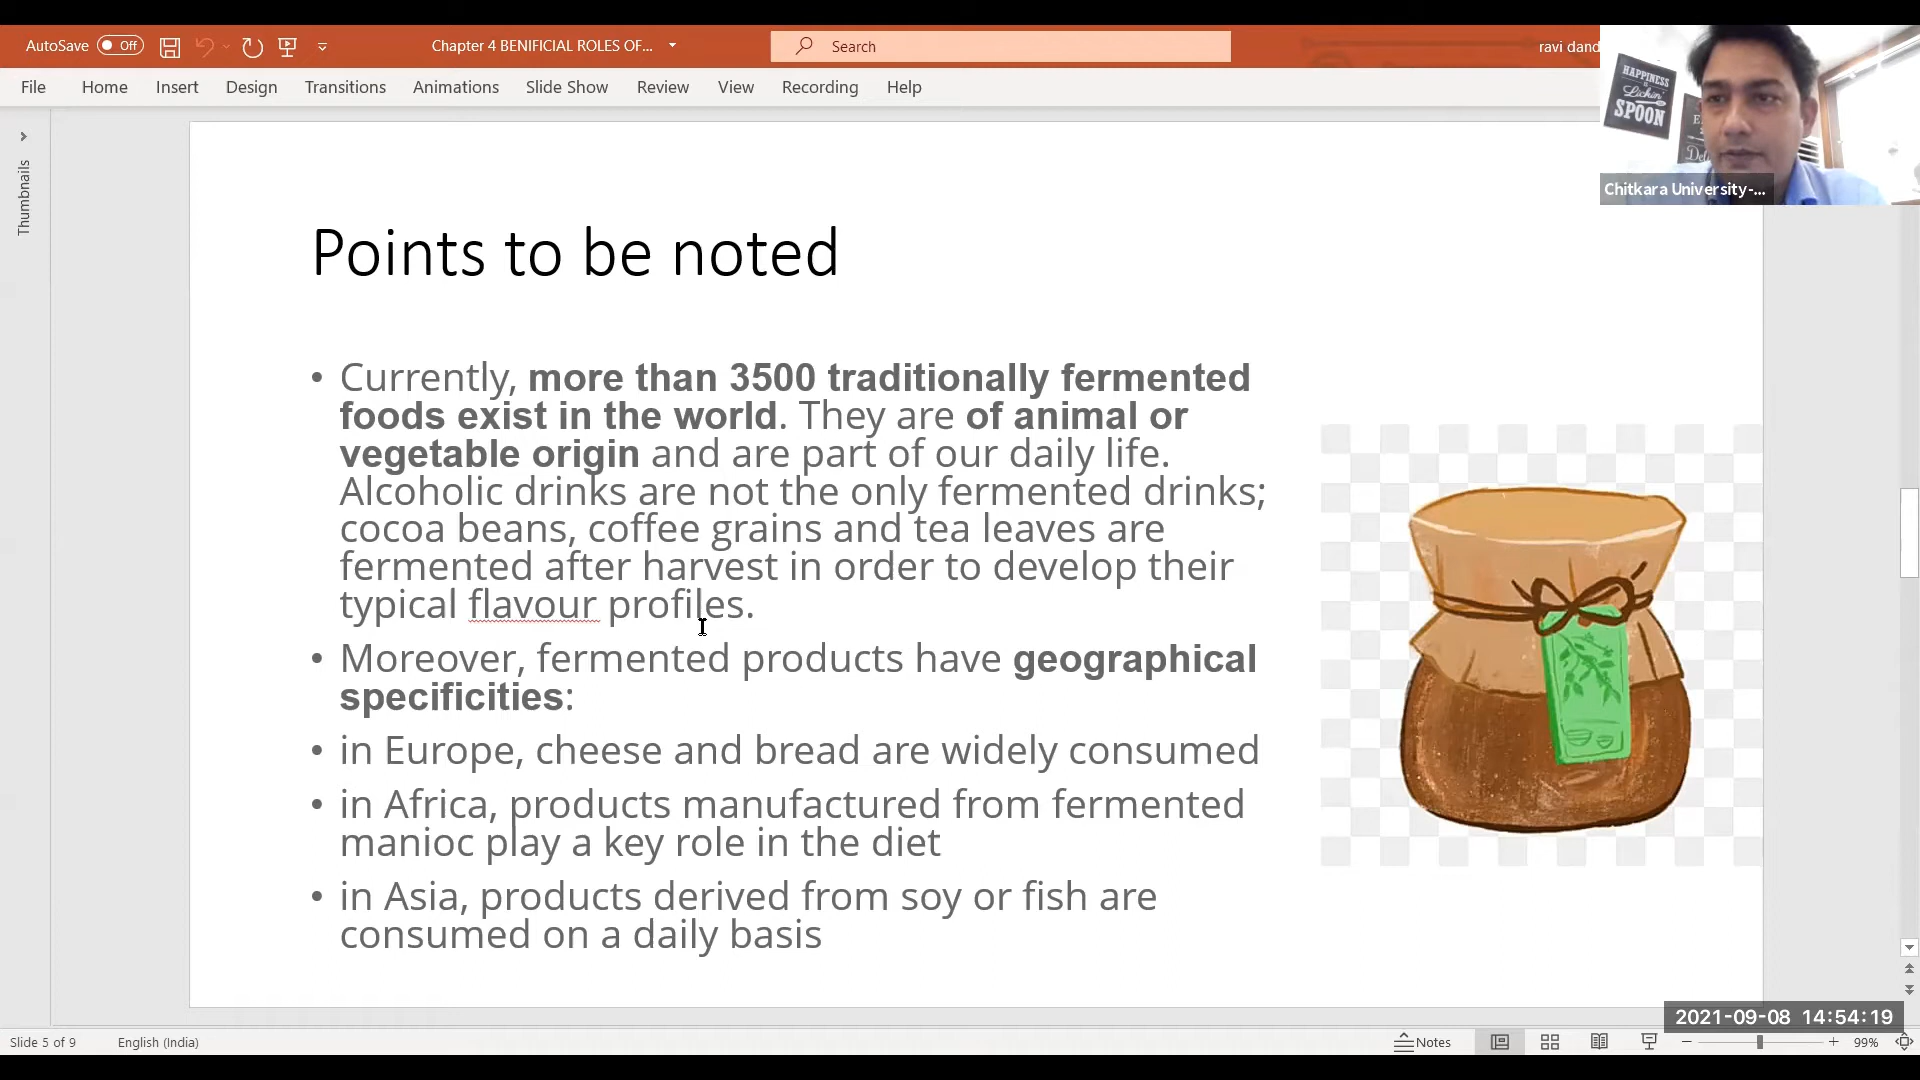 AutoSave Off Chapter 4 BENIFICIAL ROLES OF... Search ravi dand
File Home Insert Design Transitions Animations Slide Show Review View Recording Help
HAPPINESS
Lickin'
SPOON
Chitkara University-...
Thumbnails
Points to be noted
• Currently, more than 3500 traditionally fermented
foods exist in the world. They are of animal or
vegetable origin and are part of our daily life.
Alcoholic drinks are not the only fermented drinks;
cocoa beans, coffee grains and tea leaves are
fermented after harvest in order to develop their
typical flavour profiles.
• Moreover, fermented products have geographical
specificities:
• in Europe, cheese and bread are widely consumed
• in Africa, products manufactured from fermented
manioc play a key role in the diet
• in Asia, products derived from soy or fish are
consumed on a daily basis
2021-09-08 14:54:19
Slide 5 of 9 English (India) Notes 99%